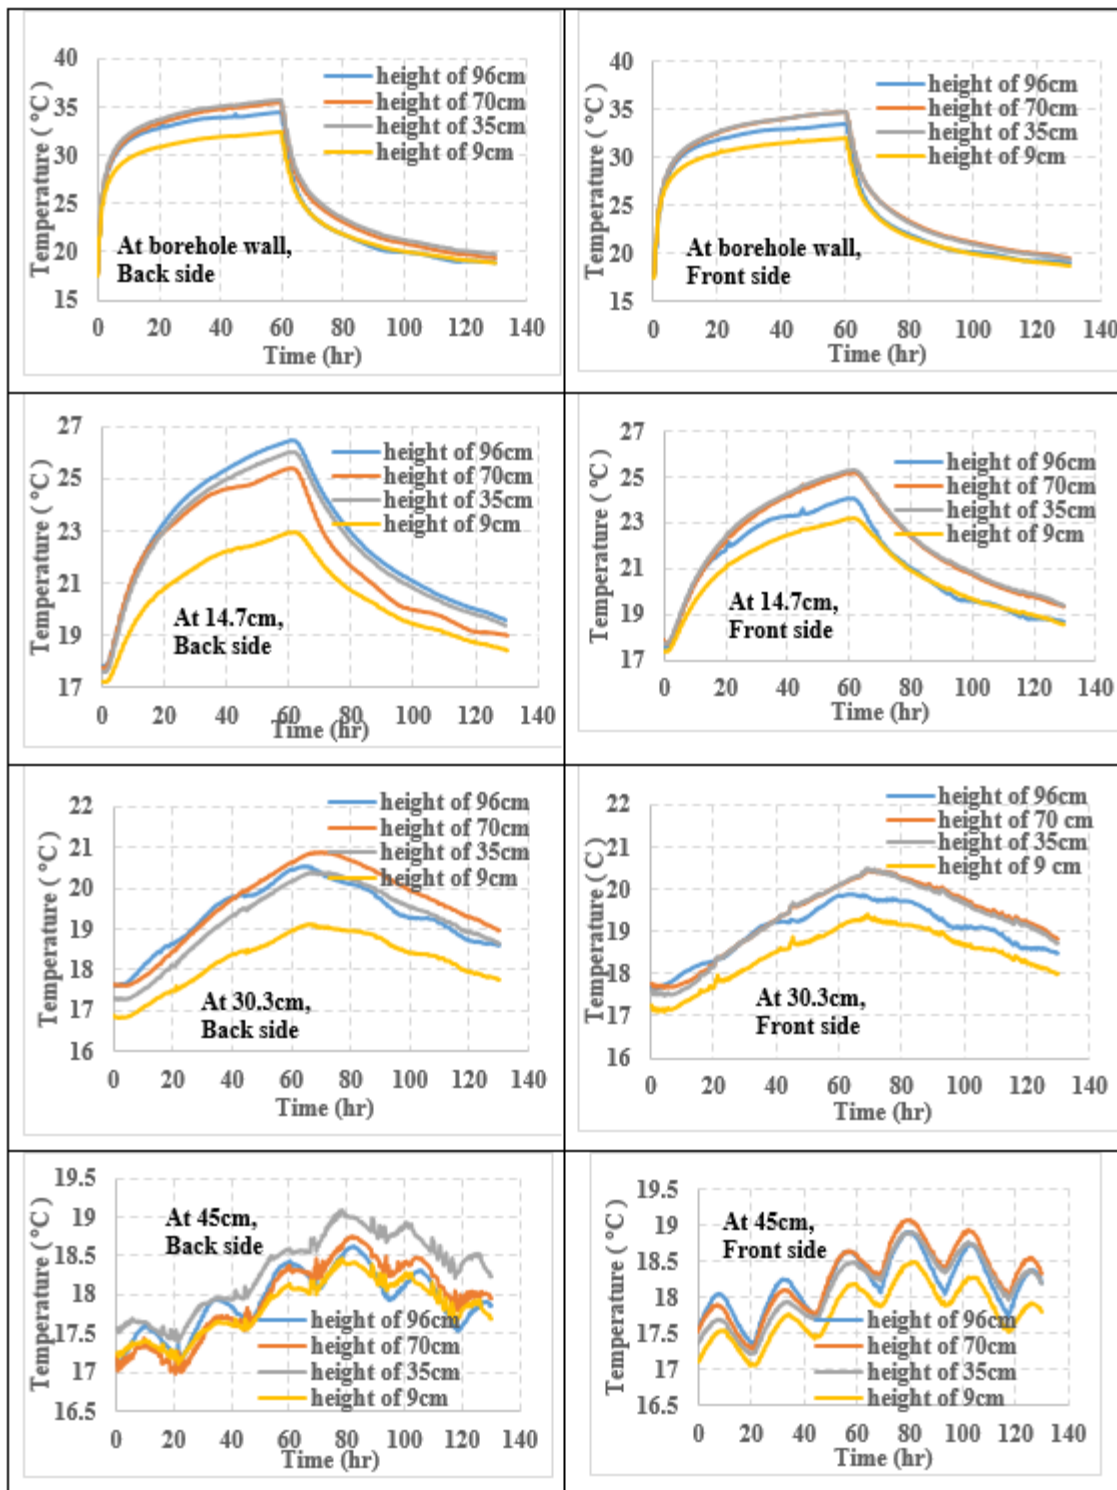 40
35
30
25
20
15
Temperature ( °C )
height of 96cm
height of 70cm
height of 35cm
height of 9cm
At borehole wall,
Back side
0 20 40 60 80 100 120 140
Time (hr)
40
35
30
25
20
15
Temperature ( °C )
height of 96cm
height of 70cm
height of 35cm
height of 9cm
At borehole wall,
Front side
0 20 40 60 80 100 120 140
Time (hr)
27
25
23
21
19
17
Temperature ( °C )
height of 96cm
height of 70cm
height of 35cm
height of 9cm
At 14.7cm,
Back side
0 20 40 60 80 100 120 140
Time (hr)
27
25
23
21
19
17
Temperature ( °C )
height of 96cm
height of 70cm
height of 35cm
height of 9cm
At 14.7cm,
Front side
0 20 40 60 80 100 120 140
Time (hr)
22
21
20
19
18
17
16
Temperature ( °C )
height of 96cm
height of 70cm
height of 35cm
height of 9cm
At 30.3cm,
Back side
0 20 40 60 80 100 120 140
Time (hr)
22
21
20
19
18
17
16
Temperature ( C )
height of 96cm
height of 70 cm
height of 35cm
height of 9 cm
At 30.3cm,
Front side
0 20 40 60 80 100 120 140
Time (hr)
19.5
19
18.5
18
17.5
17
16.5
Temperature ( °C )
At 45cm,
Back side
height of 96cm
height of 70cm
height of 35cm
height of 9cm
0 20 40 60 80 100 120 140
Time (hr)
19.5
19
18.5
18
17.5
17
16.5
Temperature ( °C )
At 45cm,
Front side
height of 96cm
height of 70cm
height of 35cm
height of 9cm
0 20 40 60 80 100 120 140
Time (hr)